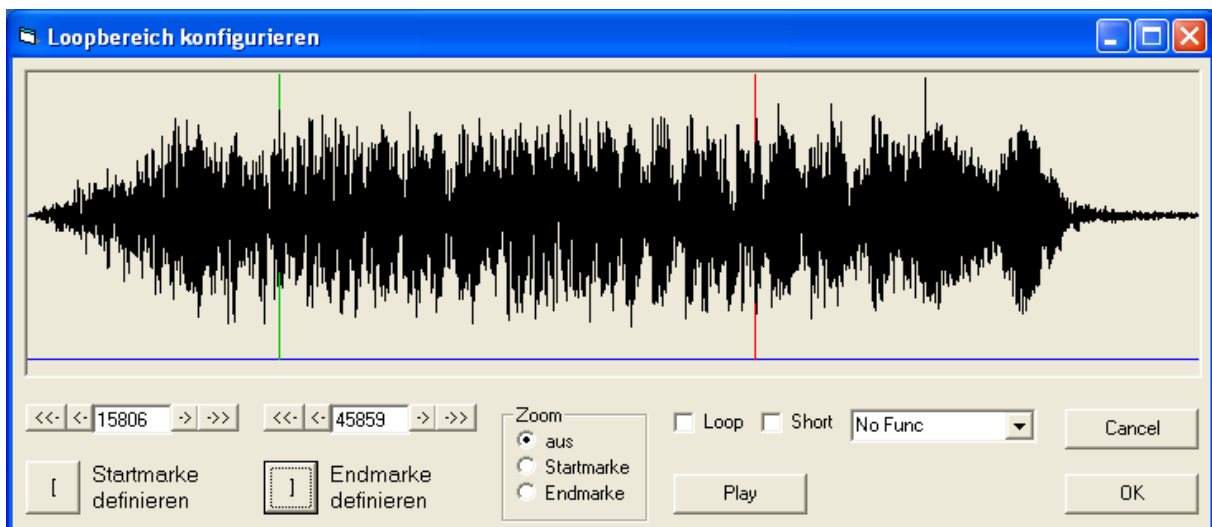 Loopbereich konfigurieren
<<- <- 15806 -> ->> <<- <- 45859 -> ->>
[ Startmarke definieren
] Endmarke definieren
Zoom
aus
Startmarke
Endmarke
Loop Short No Func
Play
Cancel
OK